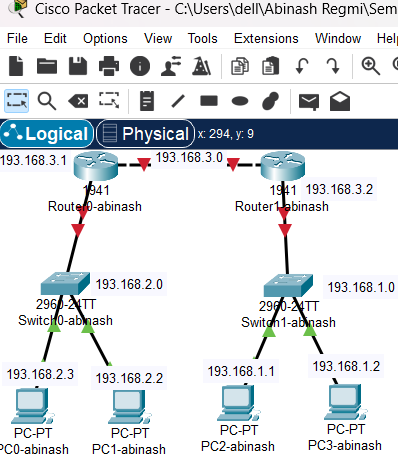 Cisco Packet Tracer - C:\Users\dell\Abinash Regmi\Sem
File Edit Options View Tools Extensions Window Hel
Logical Physical x: 294, y: 9
193.168.3.1 193.168.3.0
1941 1941 193.168.3.2
Router0-abinash Router1-abinash
193.168.2.0 193.168.1.0
2960-24TT 2960-24TT
Switch0-abinash Switch1-abinash
193.168.2.3 193.168.2.2 193.168.1.1 193.168.1.2
PC-PT PC-PT PC-PT PC-PT
PC0-abinash PC1-abinash PC2-abinash PC3-abinash